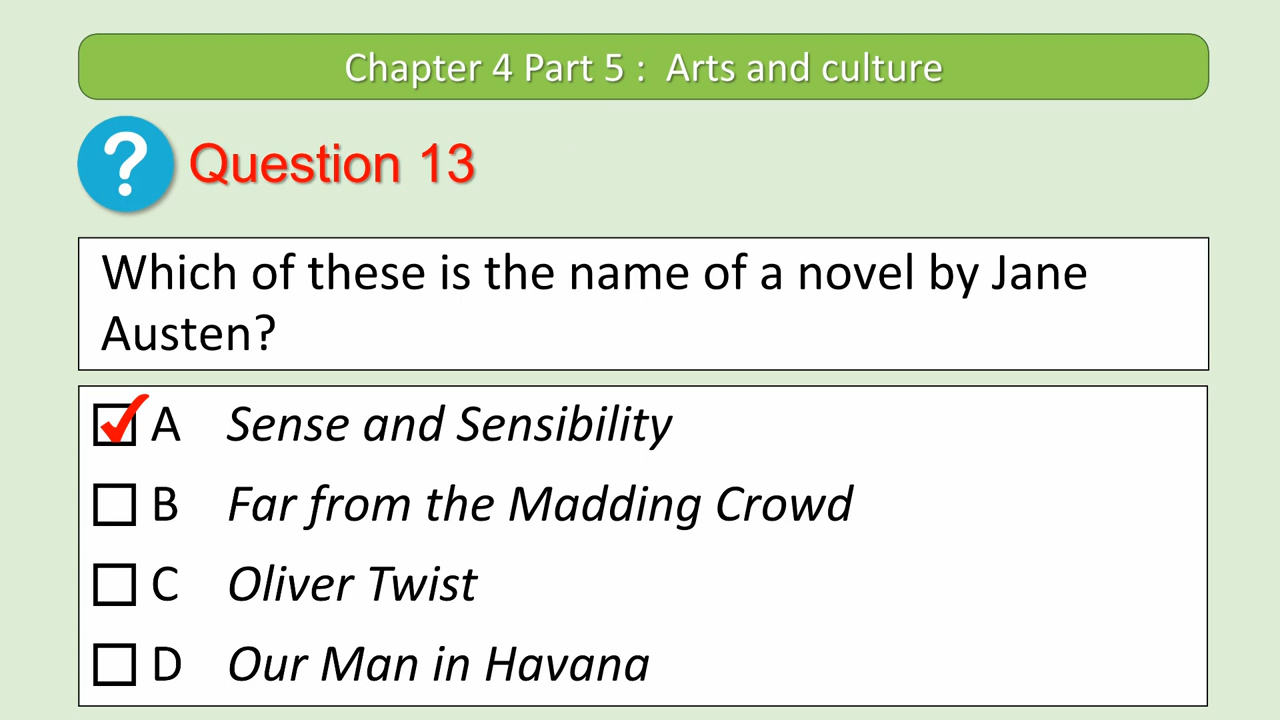 Chapter 4 Part 5 : Arts and culture
?
Question 13
Which of these is the name of a novel by Jane
Austen?
A Sense and Sensibility
B Far from the Madding Crowd
C Oliver Twist
D Our Man in Havana